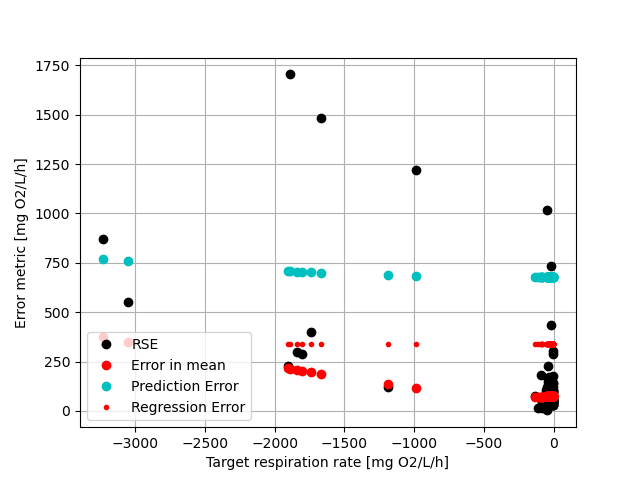 1750
1500
1250
1000
750
500
250
0
Error metric [mg O2/L/h]
RSE
Error in mean
Prediction Error
Regression Error
−3000
−2500
−2000
−1500
−1000
−500
0
Target respiration rate [mg O2/L/h]